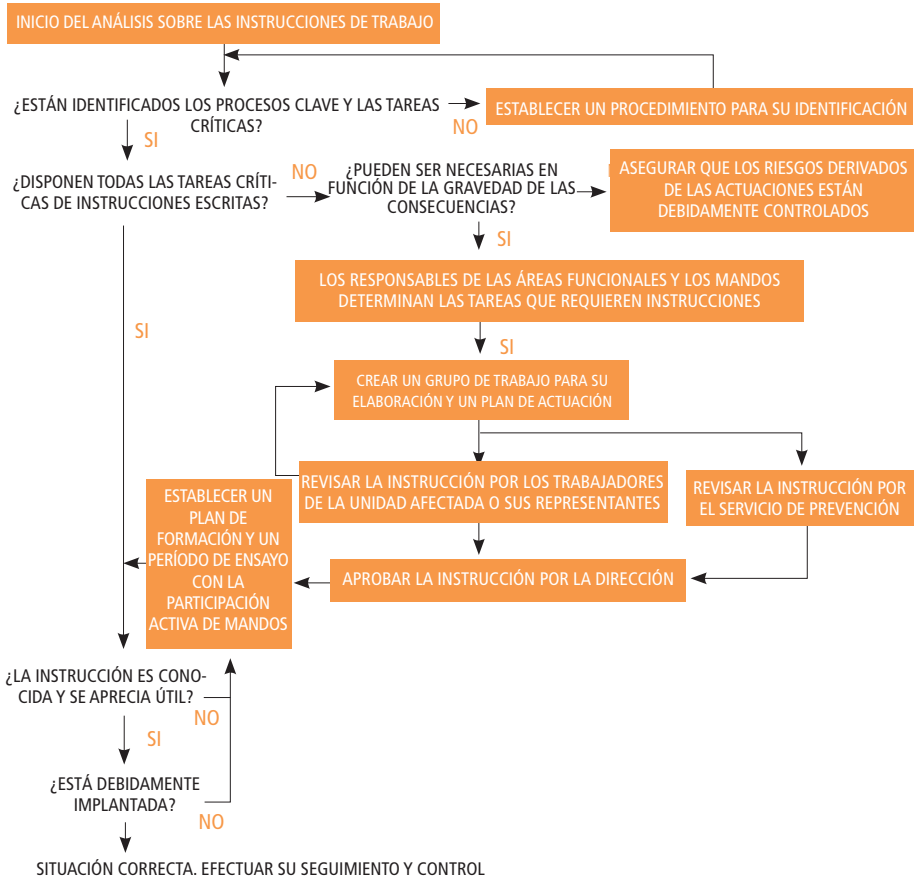 INICIO DEL ANÁLISIS SOBRE LAS INSTRUCCIONES DE TRABAJO
¿ESTÁN IDENTIFICADOS LOS PROCESOS CLAVE Y LAS TAREAS
CRÍTICAS?
NO
ESTABLECER UN PROCEDIMIENTO PARA SU IDENTIFICACIÓN
SI
¿DISPONEN TODAS LAS TAREAS CRÍTI-
CAS DE INSTRUCCIONES ESCRITAS?
NO
¿PUEDEN SER NECESARIAS EN
FUNCIÓN DE LA GRAVEDAD DE LAS
CONSECUENCIAS?
ASEGURAR QUE LOS RIESGOS DERIVADOS
DE LAS ACTUACIONES ESTÁN
DEBIDAMENTE CONTROLADOS
SI
LOS RESPONSABLES DE LAS ÁREAS FUNCIONALES Y LOS MANDOS
DETERMINAN LAS TAREAS QUE REQUIEREN INSTRUCCIONES
SI
SI
CREAR UN GRUPO DE TRABAJO PARA SU
ELABORACIÓN Y UN PLAN DE ACTUACIÓN
REVISAR LA INSTRUCCIÓN POR LOS TRABAJADORES
DE LA UNIDAD AFECTADA O SUS REPRESENTANTES
REVISAR LA INSTRUCCIÓN POR
EL SERVICIO DE PREVENCIÓN
APROBAR LA INSTRUCCIÓN POR LA DIRECCIÓN
ESTABLECER UN
PLAN DE
FORMACIÓN Y UN
PERÍODO DE ENSAYO
CON LA
PARTICIPACIÓN
ACTIVA DE MANDOS
¿LA INSTRUCCIÓN ES CONO-
CIDA Y SE APRECIA ÚTIL?
NO
SI
¿ESTÁ DEBIDAMENTE
IMPLANTADA?
NO
SITUACIÓN CORRECTA. EFECTUAR SU SEGUIMIENTO Y CONTROL